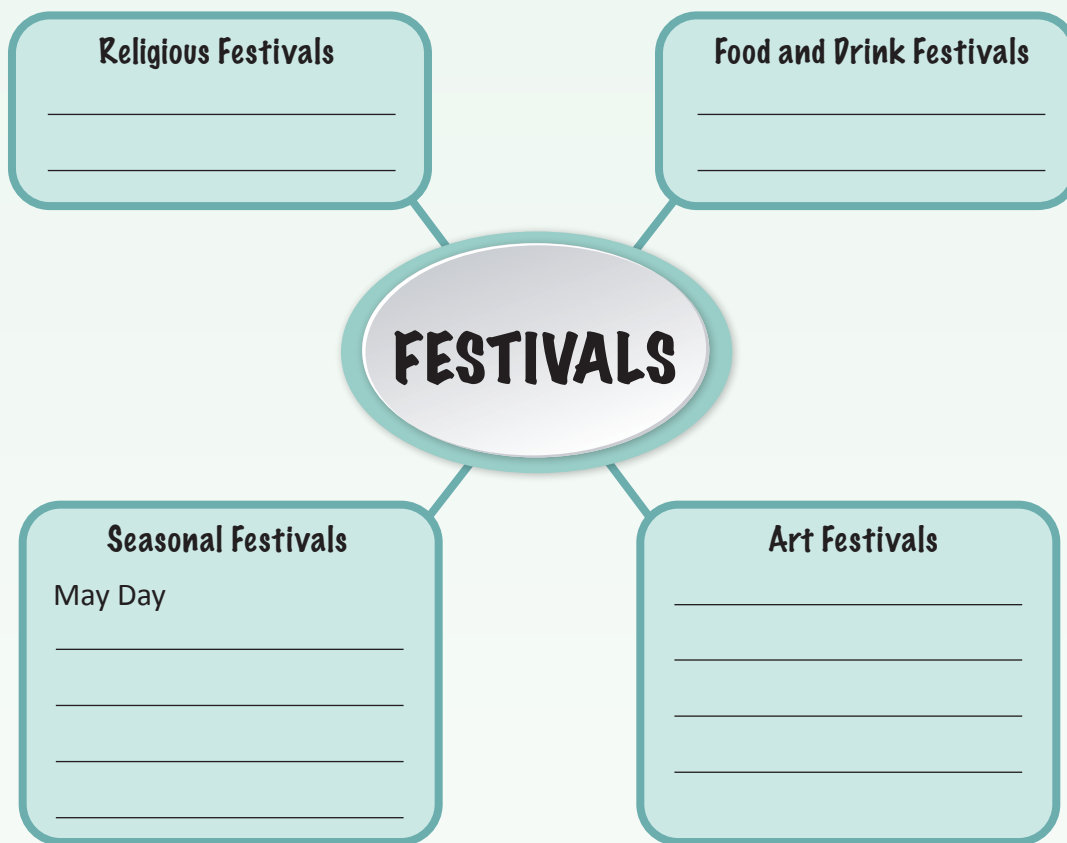 Religious Festivals
Food and Drink Festivals
FESTIVALS
Seasonal Festivals
May Day
Art Festivals